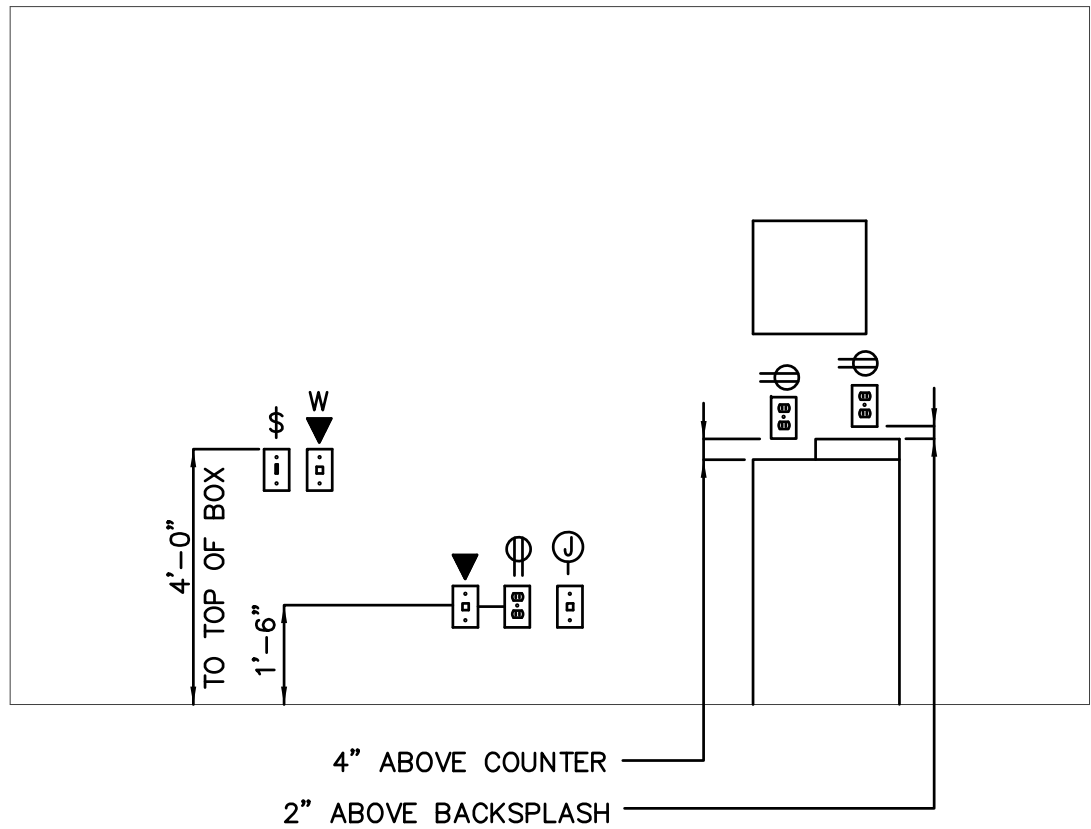 W
$
4'-0"
TO TOP OF BOX
J
1'-6"
4" ABOVE COUNTER
2" ABOVE BACKSPLASH